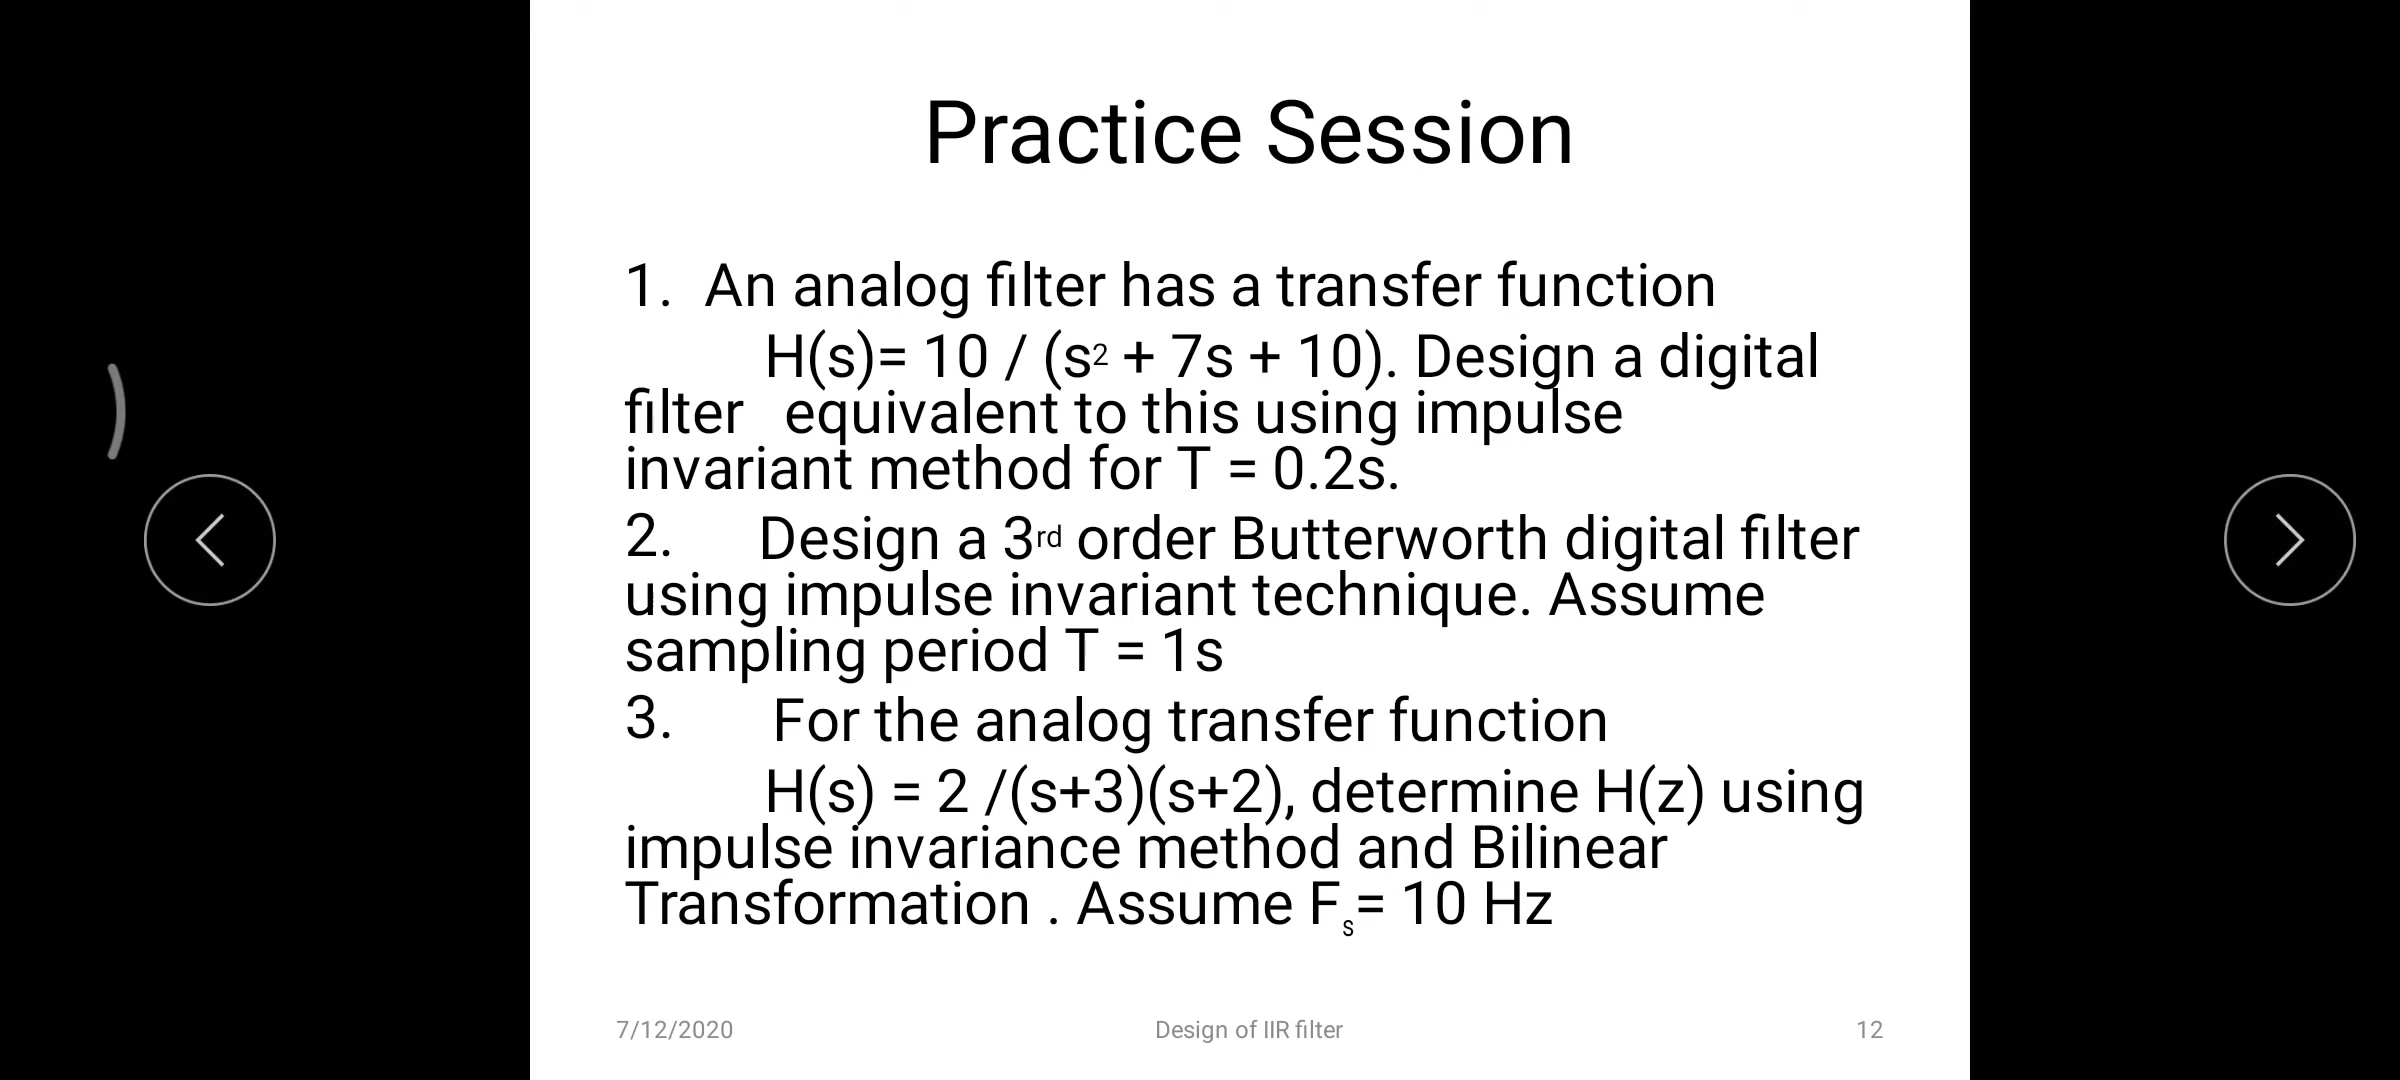 Practice Session
1. An analog filter has a transfer function
H(s)= 10 / (s² + 7s + 10). Design a digital
filter equivalent to this using impulse
invariant method for T = 0.2s.
2. Design a 3rd order Butterworth digital filter
using impulse invariant technique. Assume
sampling period T = 1s
3. For the analog transfer function
H(s) = 2 /(s+3)(s+2), determine H(z) using
impulse invariance method and Bilinear
Transformation . Assume Fs= 10 Hz
7/12/2020
Design of IIR filter
12